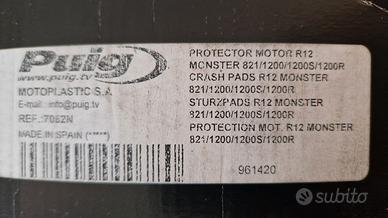 Puig
www.puig.tv
MOTOPLASTIC S.A
E-mail: info@puig.tv
REF.:7082N
MADE IN SPAIN (****)
PROTECTOR MOTOR R12
MONSTER 821/1200/1200S/1200R
CRASH PADS R12 MONSTER
821/1200/1200S/1200R
STURZPADS R12 MONSTER
821/1200/1200S/1200R
PROTECTION MOT. R12 MONSTER
821/1200/1200S/1200R
961420
subito